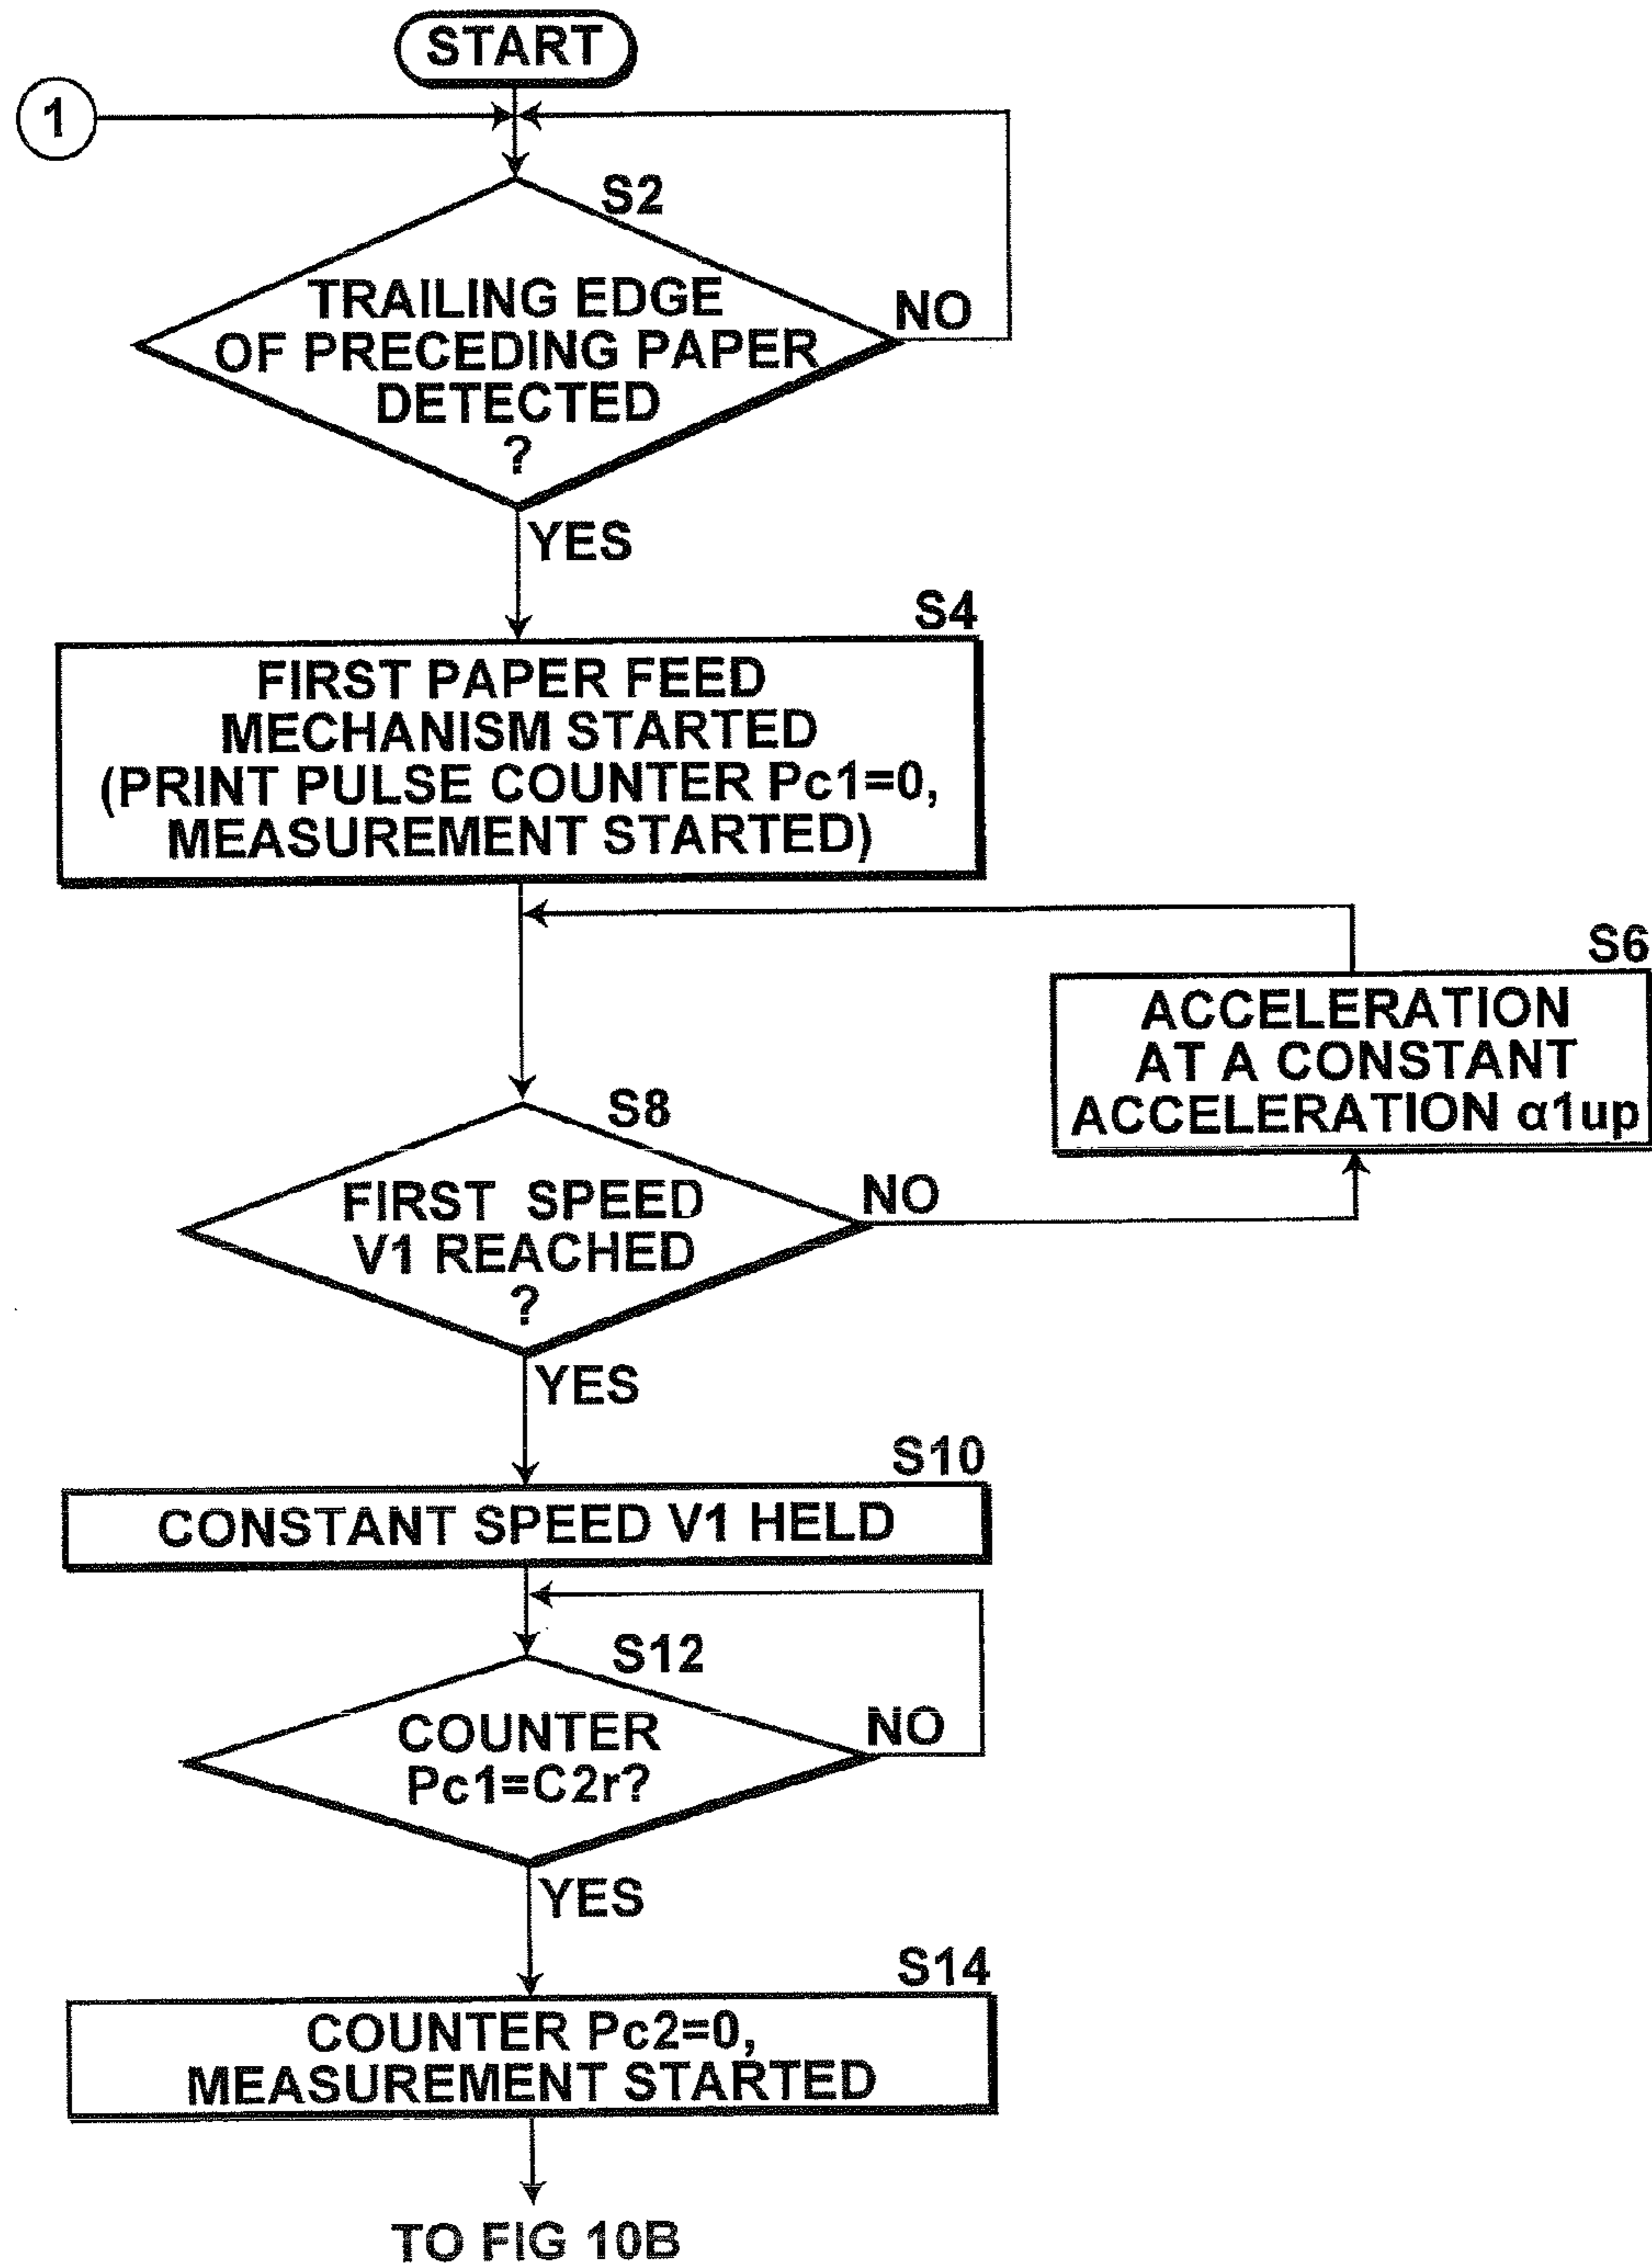 START
1
S2
TRAILING EDGE
OF PRECEDING PAPER
DETECTED
?
NO
YES
S4
FIRST PAPER FEED
MECHANISM STARTED
(PRINT PULSE COUNTER Pc1=0,
MEASUREMENT STARTED)
S6
ACCELERATION
AT A CONSTANT
ACCELERATION α1up
S8
FIRST SPEED
V1 REACHED
?
NO
YES
S10
CONSTANT SPEED V1 HELD
S12
COUNTER
Pc1=C2r?
NO
YES
S14
COUNTER Pc2=0,
MEASUREMENT STARTED
TO FIG 10B